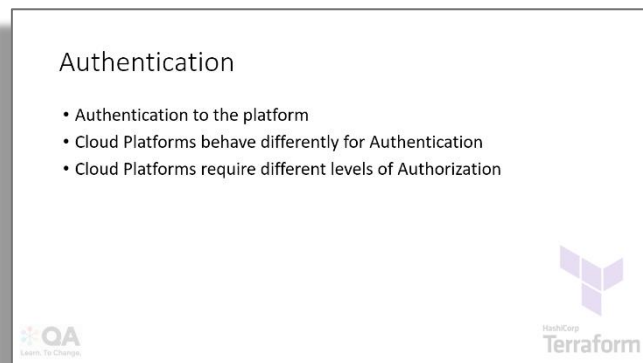 Authentication
• Authentication to the platform
• Cloud Platforms behave differently for Authentication
• Cloud Platforms require different levels of Authorization
QA
Learn. To Change.
HashiCorp
Terraform